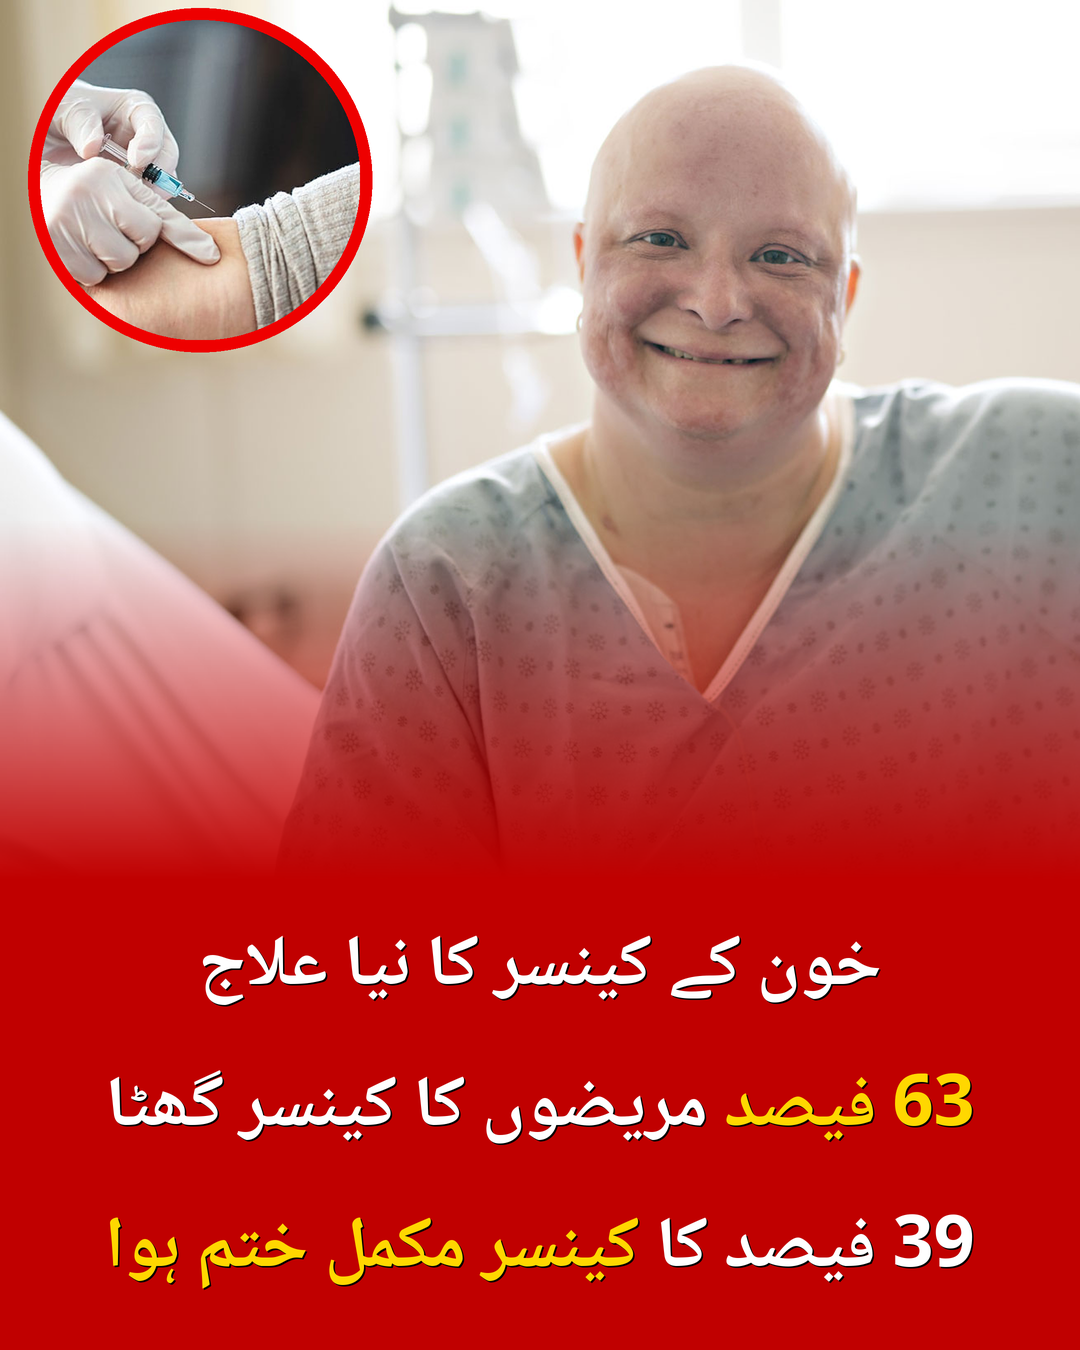 خون کے کینسر کا نیا علاج
63 فیصد مریضوں کا کینسر گھٹا
39 فیصد کا کینسر مکمل ختم ہوا